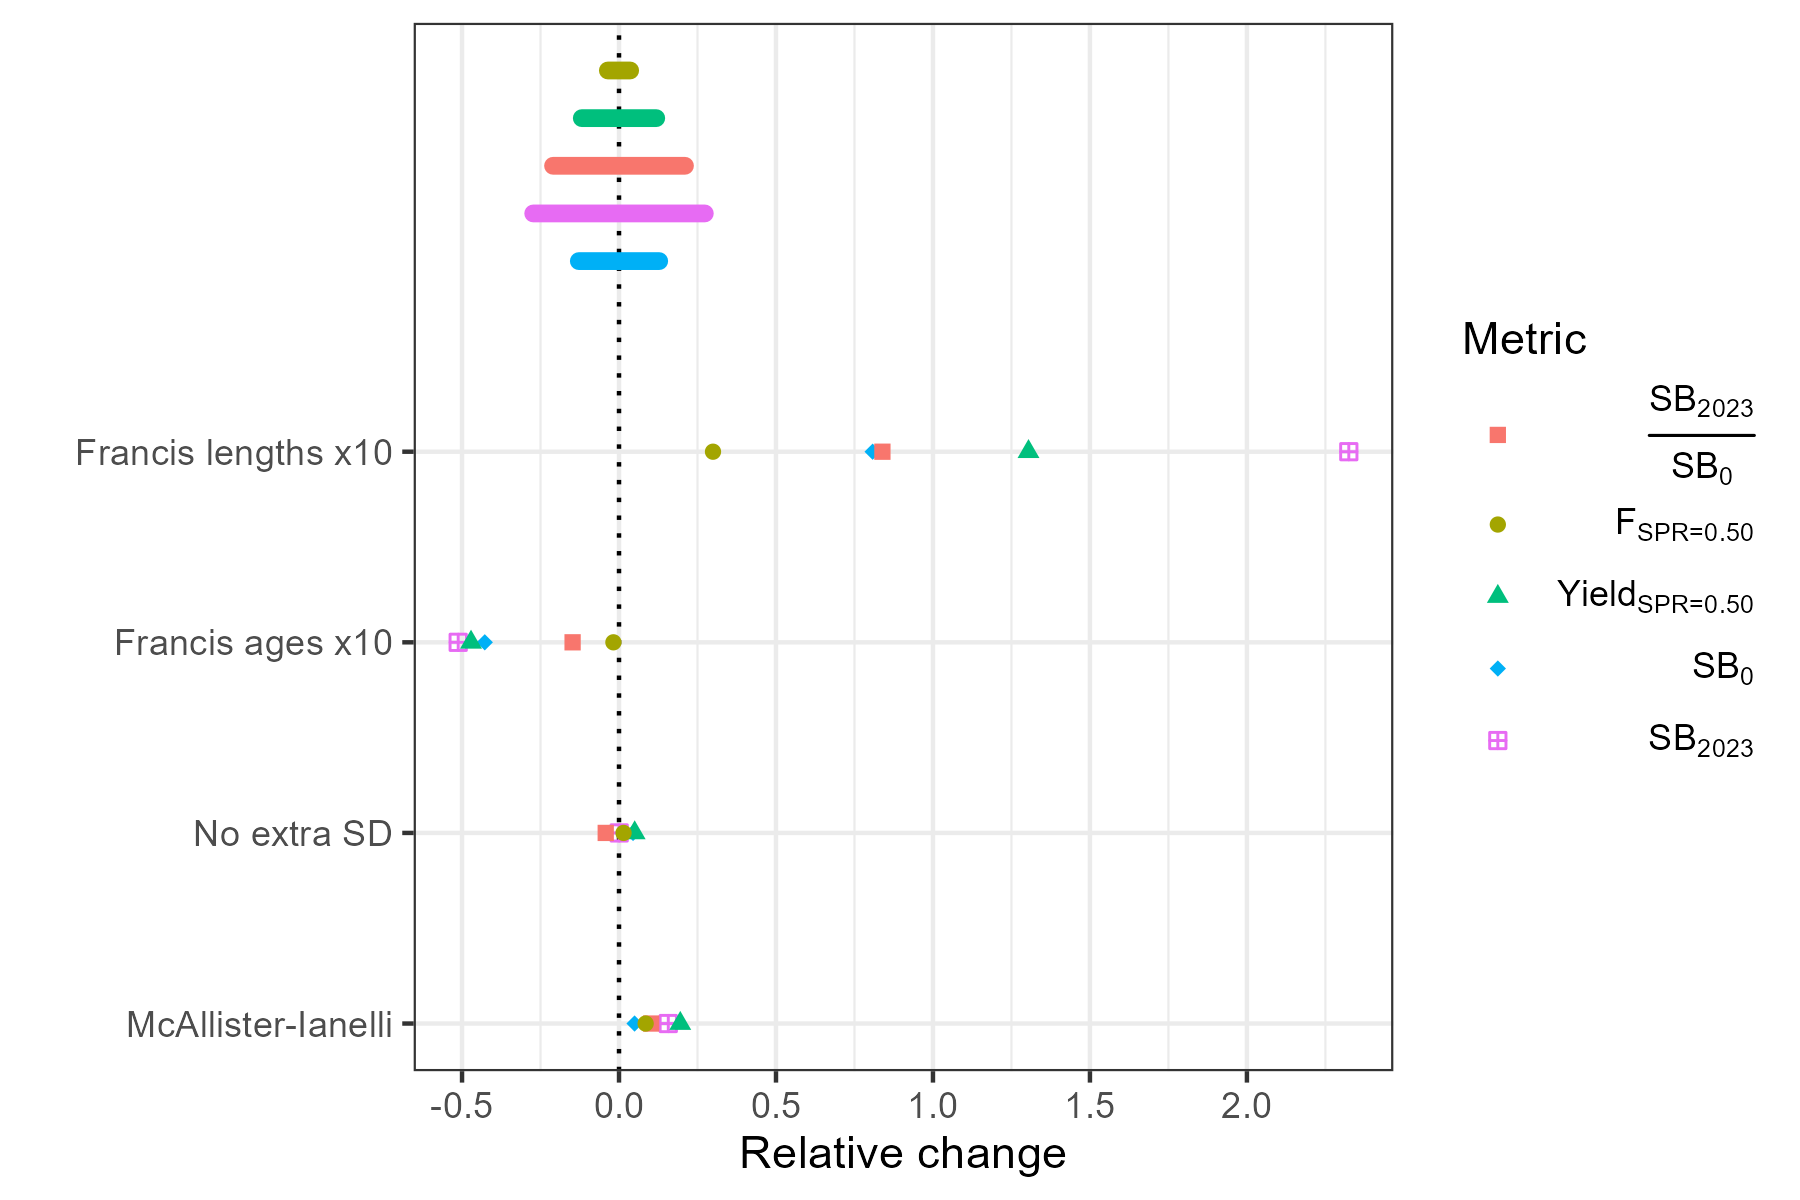 Francis lengths x10
Francis ages x10
No extra SD
McAllister-Ianelli
-0.5 0.0 0.5 1.0 1.5 2.0
Relative change
Metric
SB2023
SB0
FSPR=0.50
YieldSPR=0.50
SB0
SB2023